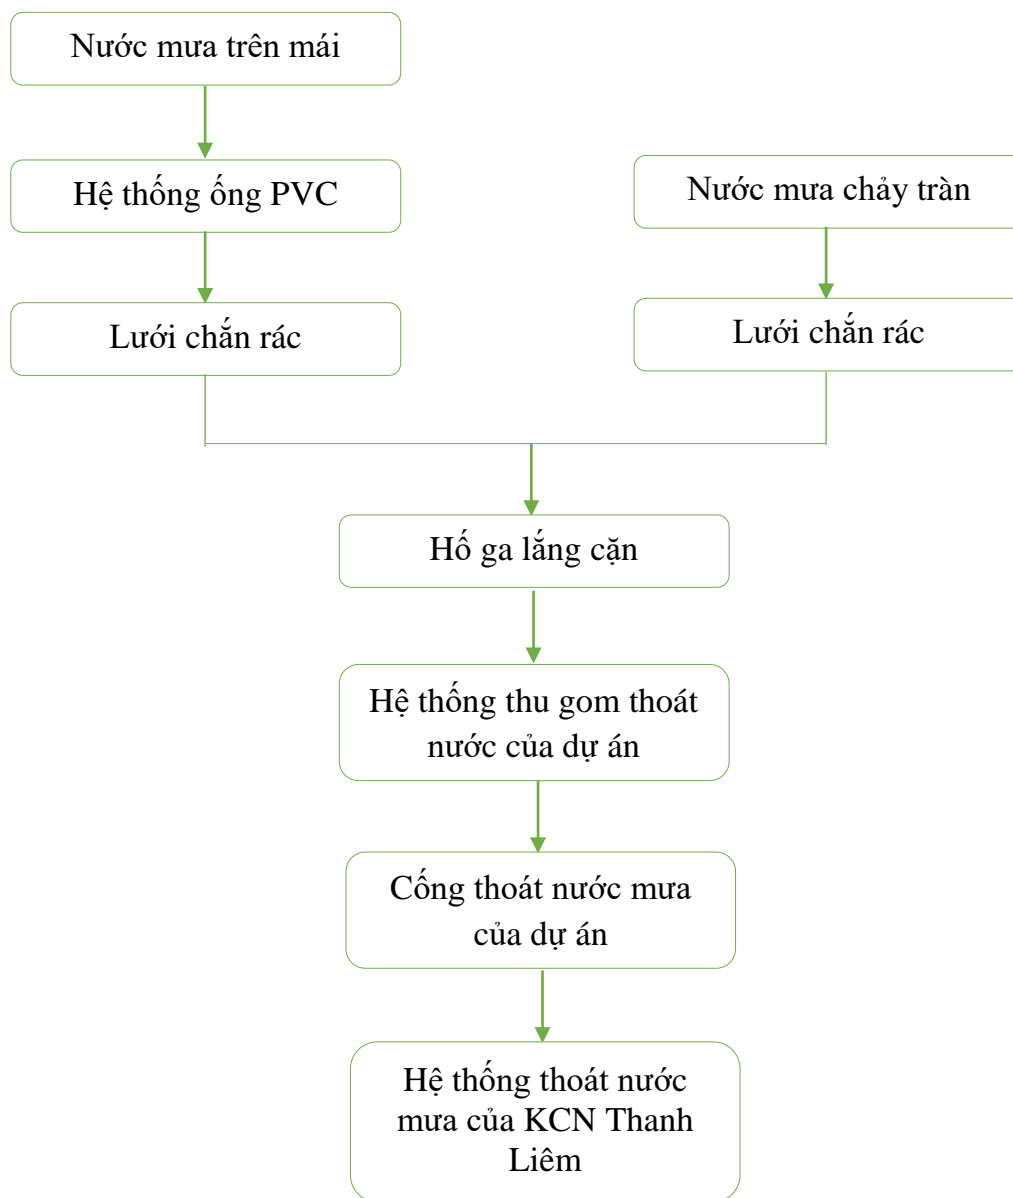 Nước mưa trên mái
Hệ thống ống PVC
Nước mưa chảy tràn
Lưới chắn rác
Lưới chắn rác
Hố ga lắng cặn
Hệ thống thu gom thoát
nước của dự án
Cống thoát nước mưa
của dự án
Hệ thống thoát nước
mưa của KCN Thanh
Liêm